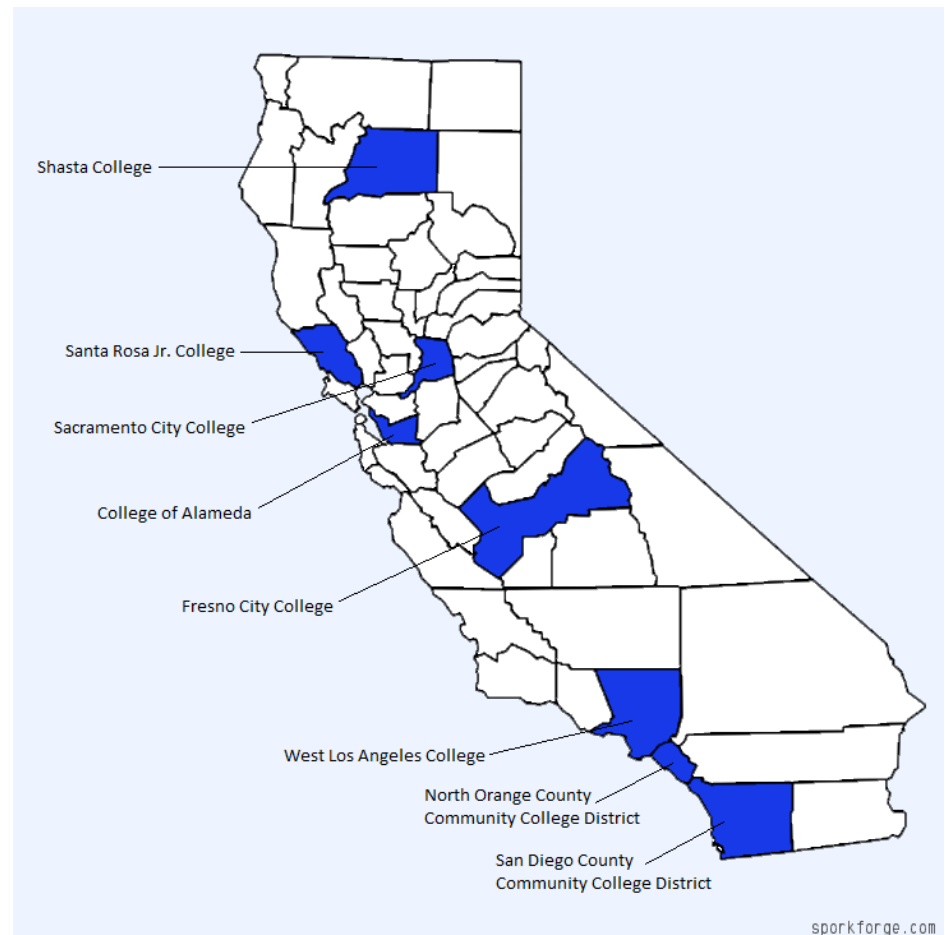 Shasta College
Santa Rosa Jr. College
Sacramento City College
College of Alameda
Fresno City College
West Los Angeles College
North Orange County
Community College District
San Diego County
Community College District
sporkforge.com